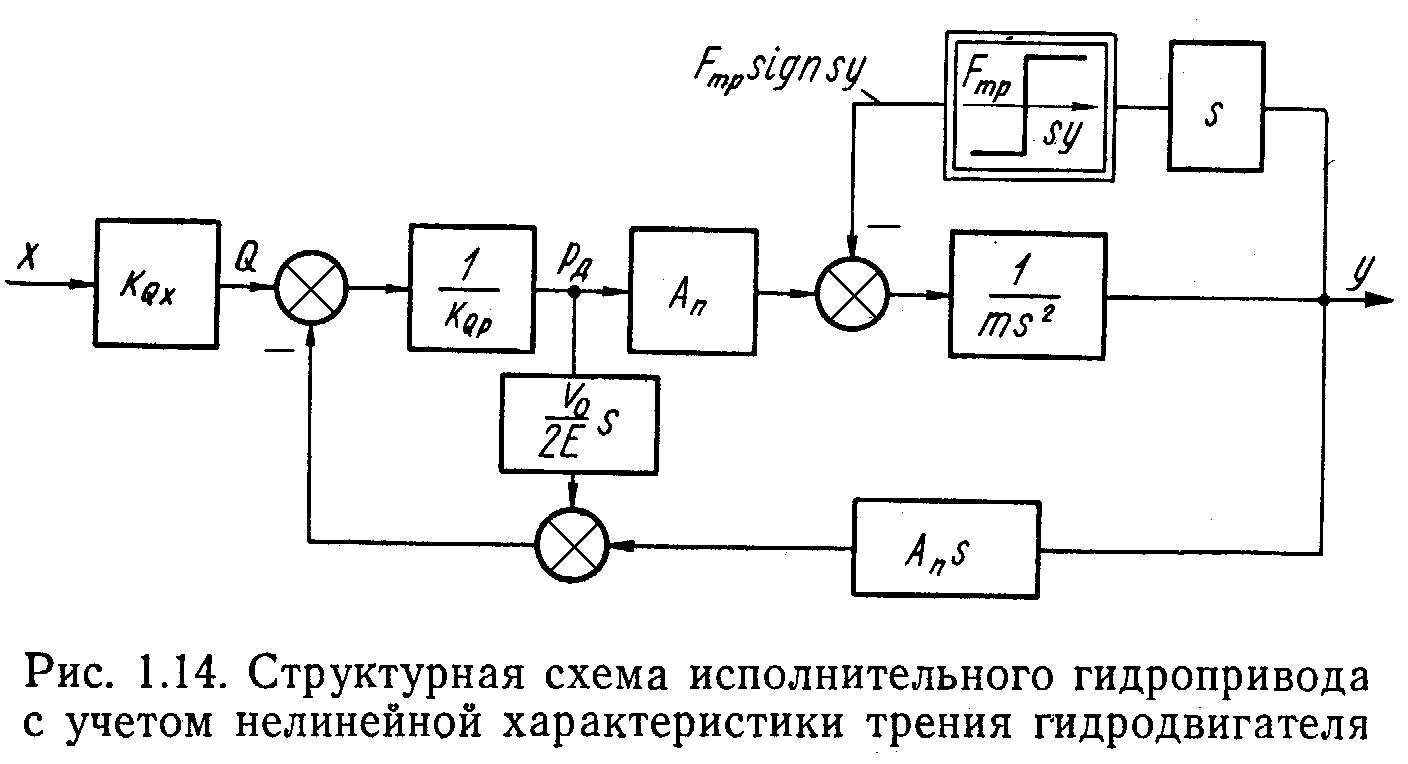 F_тр sign sy
F_тр
sy
s
x
K_Qx
Q
1
K_Qp
p_д
A_п
−
1
ms²
y
−
V₀
2E
s
A_п s
Рис. 1.14. Структурная схема исполнительного гидропривода
с учетом нелинейной характеристики трения гидродвигателя